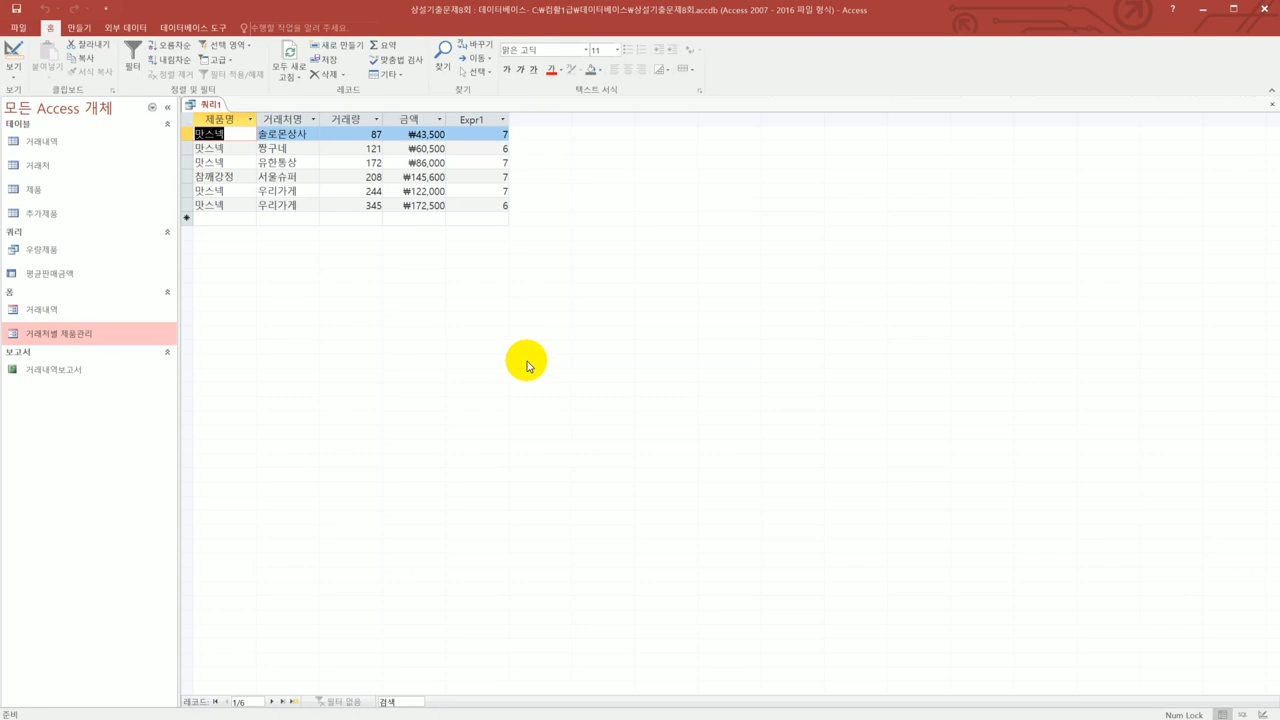 상설기출문제8회 : 데이터베이스- C:₩컴활1급₩데이터베이스₩상설기출문제8회.accdb (Access 2007 - 2016 파일 형식) - Access
파일 홈 만들기 외부 데이터 데이터베이스 도구 수행할 작업을 알려 주세요.
보기
보기
붙여넣기
잘라내기
복사
서식 복사
클립보드
필터
오름차순
내림차순
정렬 제거
선택 영역
고급
필터 적용/해제
정렬 및 필터
모두 새로
고침
새로 만들기
저장
삭제
요약
맞춤법 검사
기타
레코드
찾기
바꾸기
이동
선택
찾기
맑은 고딕 11
가 가 가 가
텍스트 서식
모든 Access 개체
테이블
거래내역
거래처
제품
추가제품
쿼리
우량제품
평균판매금액
폼
거래내역
거래처별 제품관리
보고서
거래내역보고서
쿼리1
제품명 거래처명 거래량 금액 Expr1
맛스넥 솔로몬상사 87 ₩43,500 7
맛스넥 짱구네 121 ₩60,500 6
맛스넥 유한통상 172 ₩86,000 7
참깨강정 서울슈퍼 208 ₩145,600 7
맛스넥 우리가게 244 ₩122,000 7
맛스넥 우리가게 345 ₩172,500 6
레코드: 1/6 필터 없음 검색
준비 Num Lock SQL